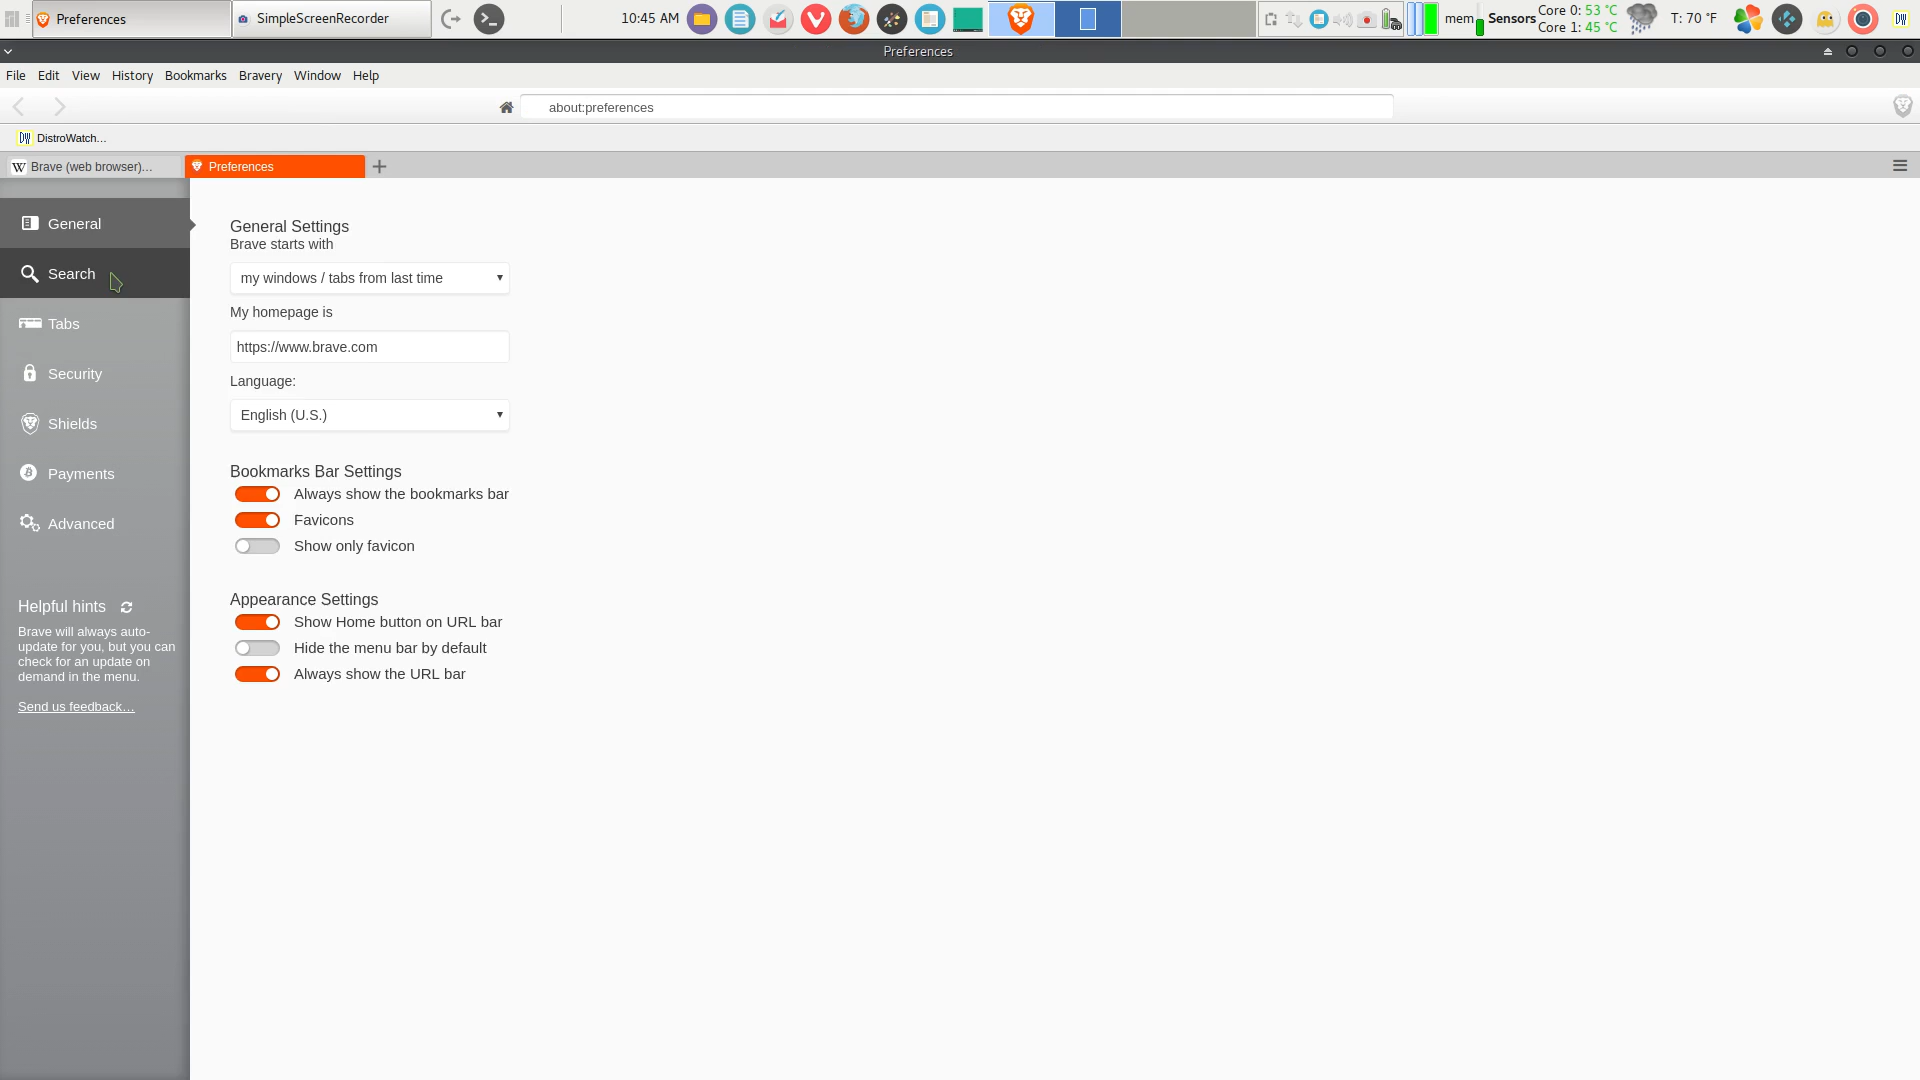 Preferences
SimpleScreenRecorder
10:45 AM
mem
Sensors
Core 0: 53 °C
Core 1: 45 °C
T: 70 °F
Preferences
File Edit View History Bookmarks Bravery Window Help
about:preferences
DistroWatch…
W Brave (web browser)…
Preferences
General
Search
Tabs
Security
Shields
Payments
Advanced
Helpful hints
Brave will always auto-
update for you, but you can
check for an update on
demand in the menu.
Send us feedback…
General Settings
Brave starts with
my windows / tabs from last time
My homepage is
https://www.brave.com
Language:
English (U.S.)
Bookmarks Bar Settings
Always show the bookmarks bar
Favicons
Show only favicon
Appearance Settings
Show Home button on URL bar
Hide the menu bar by default
Always show the URL bar